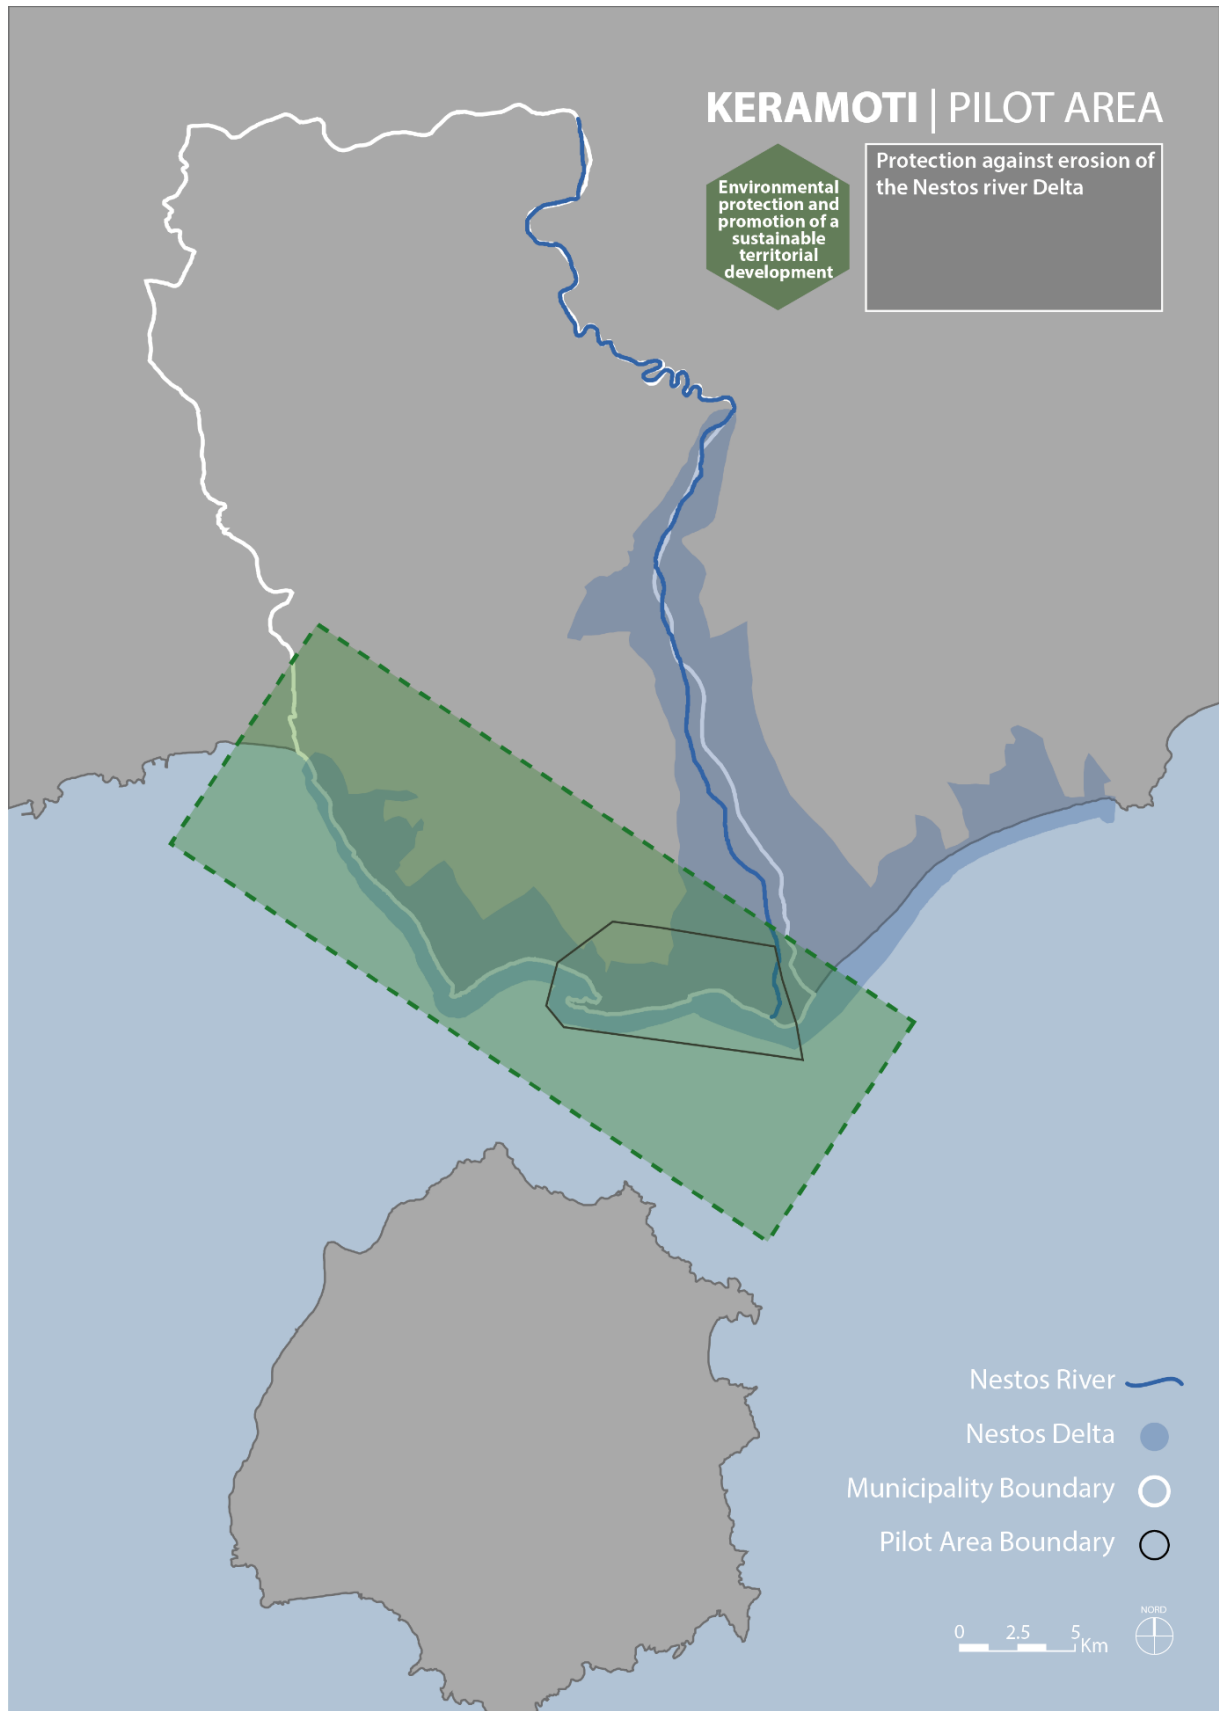 KERAMOTI | PILOT AREA
Environmental
protection and
promotion of a
sustainable
territorial
development
Protection against erosion of
the Nestos river Delta
Nestos River
Nestos Delta
Municipality Boundary
Pilot Area Boundary
0 2.5 5 Km
NORD